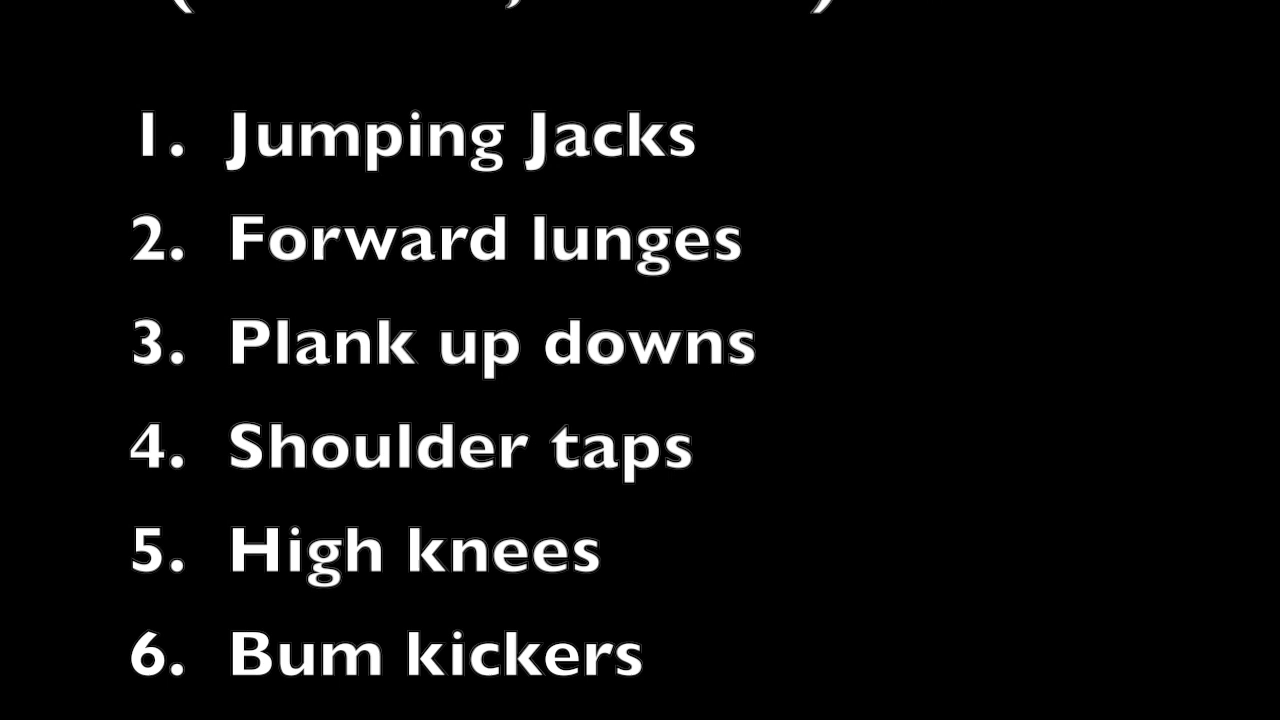 1. Jumping Jacks
2. Forward lunges
3. Plank up downs
4. Shoulder taps
5. High knees
6. Bum kickers